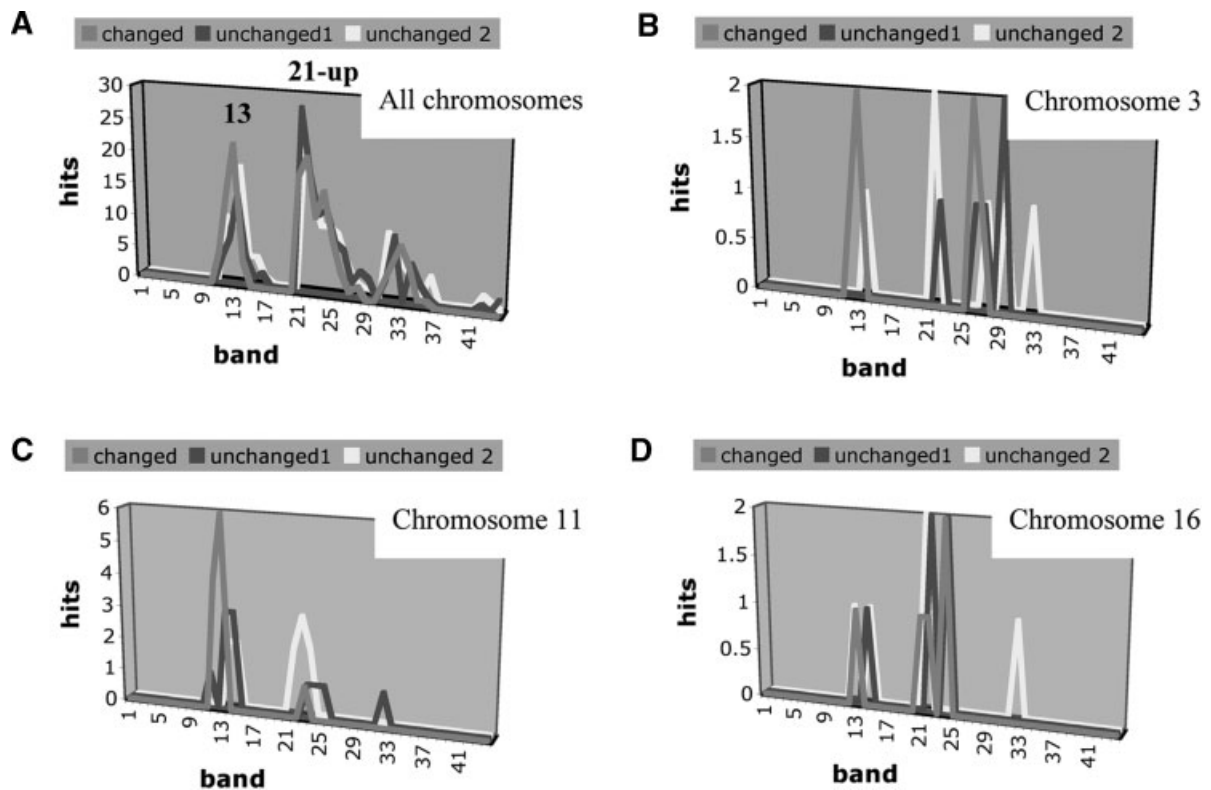 A
changed unchanged1 unchanged 2
21-up
13
All chromosomes
30
25
20
15
10
5
0
hits
1 5 9 13 17 21 25 29 33 37 41
band
B
changed unchanged1 unchanged 2
Chromosome 3
2
1.5
1
0.5
0
hits
1 5 9 13 17 21 25 29 33 37 41
band
C
changed unchanged1 unchanged 2
Chromosome 11
6
5
4
3
2
1
0
hits
1 5 9 13 17 21 25 29 33 37 41
band
D
changed unchanged1 unchanged 2
Chromosome 16
2
1.5
1
0.5
0
hits
1 5 9 13 17 21 25 29 33 37 41
band